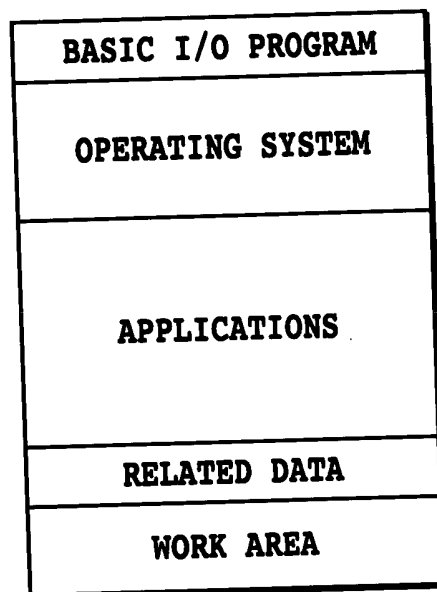 BASIC I/O PROGRAM
OPERATING SYSTEM
APPLICATIONS
RELATED DATA
WORK AREA